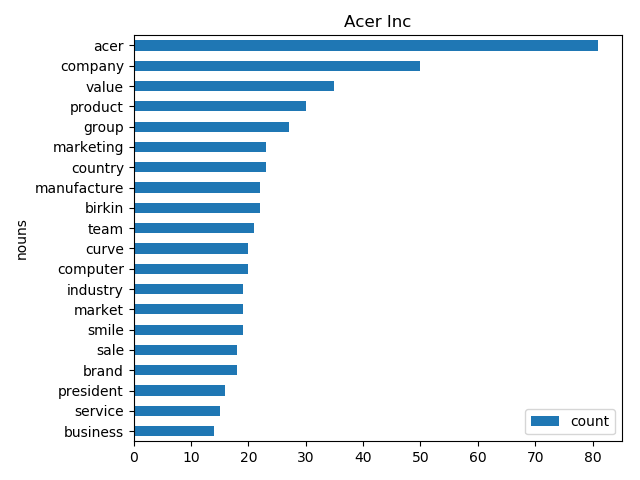 Acer Inc
acer
company
value
product
group
marketing
country
manufacture
birkin
team
curve
computer
industry
market
smile
sale
brand
president
service
business
nouns
count
0 10 20 30 40 50 60 70 80